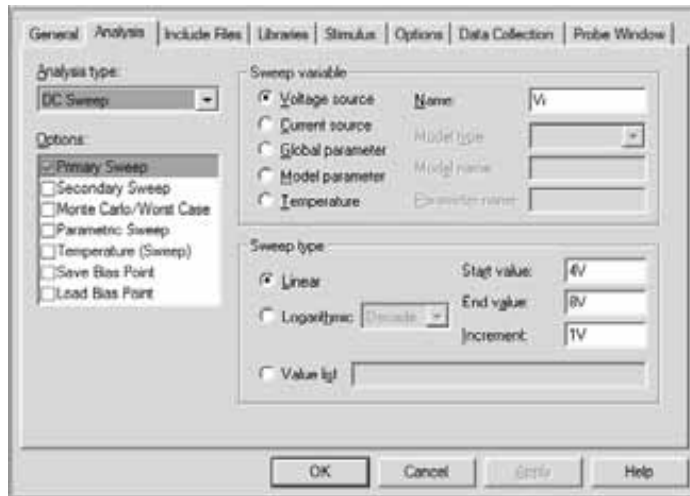 General Analysis Include Files Libraries Stimulus Options Data Collection Probe Window
Analysis type:
DC Sweep
Options:
Primary Sweep
Secondary Sweep
Monte Carlo/Worst Case
Parametric Sweep
Temperature (Sweep)
Save Bias Point
Load Bias Point
Sweep variable
Voltage source
Current source
Global parameter
Model parameter
Temperature
Name:
Model type:
Model name:
Parameter name:
Sweep type
Linear
Logarithmic Decade
Value list
Start value: 4V
End value: 8V
Increment: 1V
OK Cancel Apply Help